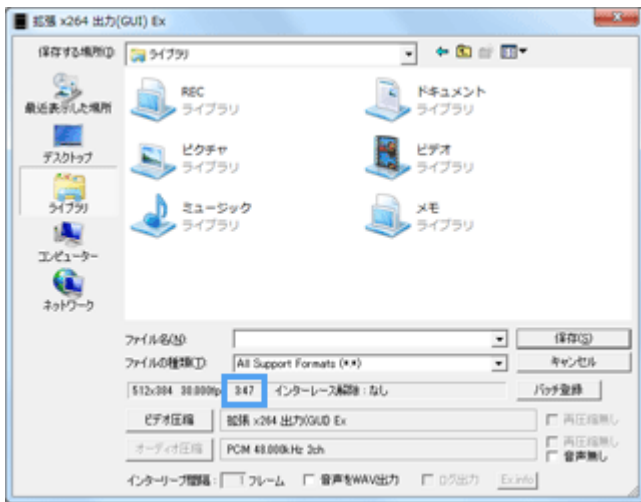 拡張 x264 出力(GUI) Ex
保存する場所(I):
ライブラリ
最近表示した場所
デスクトップ
ライブラリ
コンピューター
ネットワーク
REC
ライブラリ
ドキュメント
ライブラリ
ピクチャ
ライブラリ
ビデオ
ライブラリ
ミュージック
ライブラリ
メモ
ライブラリ
ファイル名(N):
保存(S)
ファイルの種類(T): All Support Formats (*.*)
キャンセル
512x384 30.000fp 3:47 インターレース解除 : なし
バッチ登録
ビデオ圧縮 拡張 x264 出力(GUI) Ex
再圧縮無し
オーディオ圧縮 PCM 48.000kHz 2ch
再圧縮無し
音声無し
インターリーブ間隔 : 1 フレーム 音声をWAV出力 ログ出力 Ex.info